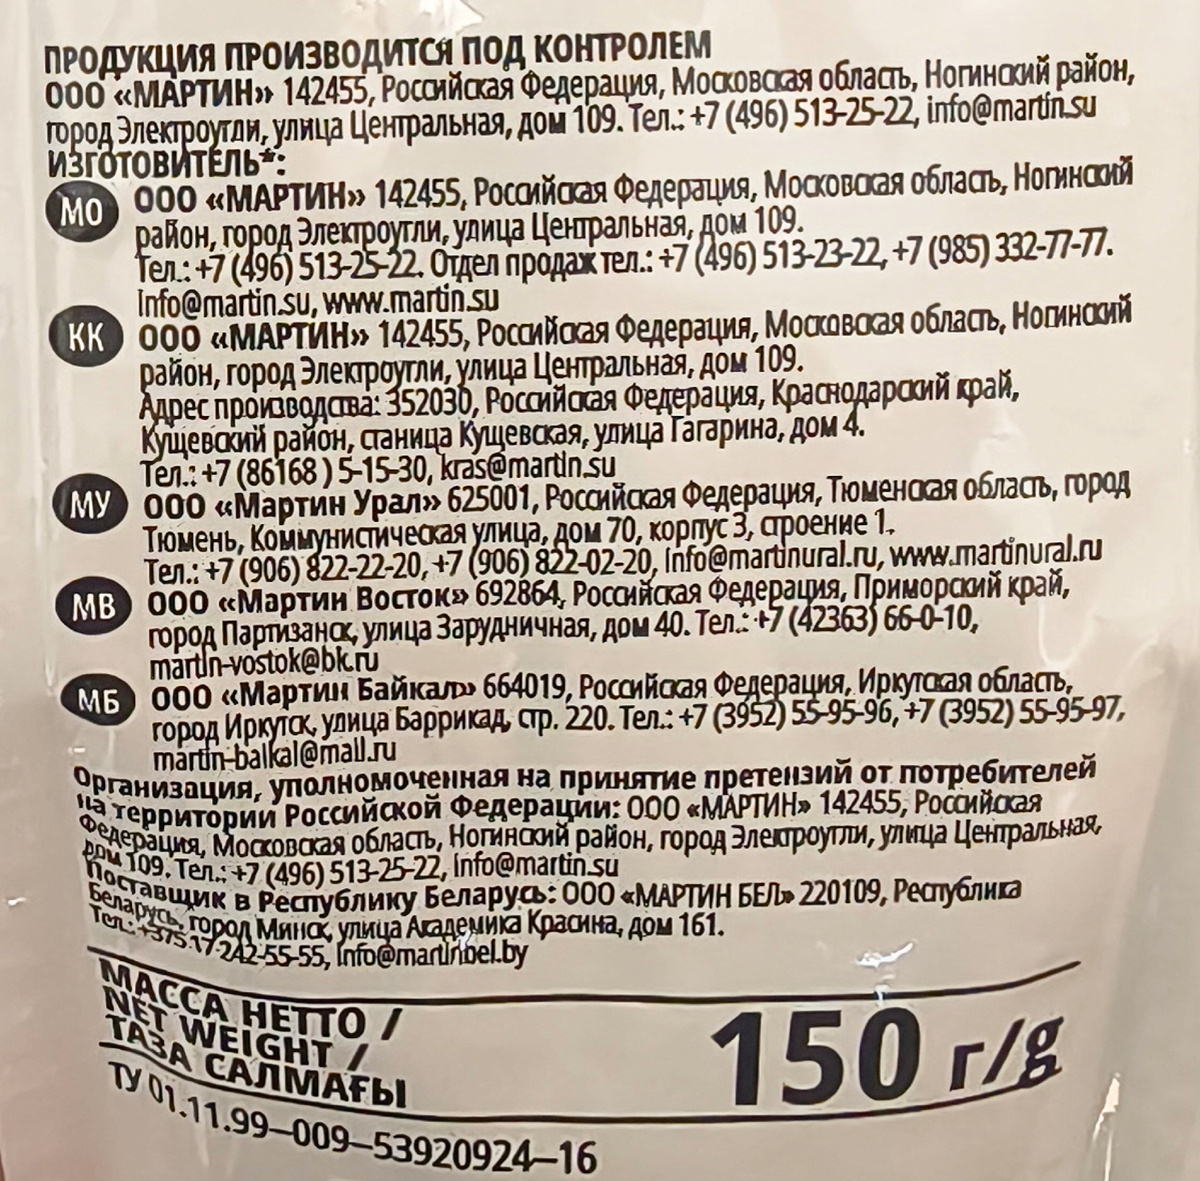 ПРОДУКЦИЯ ПРОИЗВОДИТСЯ ПОД КОНТРОЛЕМ
ООО «МАРТИН» 142455, Российская Федерация, Московская область, Ногинский район,
город Электроугли, улица Центральная, дом 109. Тел.: +7 (496) 513-25-22, info@martin.su
ИЗГОТОВИТЕЛЬ*:
МО ООО «МАРТИН» 142455, Российская Федерация, Московская область, Ногинский
район, город Электроугли, улица Центральная, дом 109.
Тел.: +7 (496) 513-25-22. Отдел продаж тел.: +7 (496) 513-23-22, +7 (985) 332-77-77.
info@martin.su, www.martin.su
КК ООО «МАРТИН» 142455, Российская Федерация, Московская область, Ногинский
район, город Электроугли, улица Центральная, дом 109.
Адрес производства: 352030, Российская Федерация, Краснодарский край,
Кущевский район, станица Кущевская, улица Гагарина, дом 4.
Тел.: +7 (86168 ) 5-15-30, kras@martin.su
МУ ООО «Мартин Урал» 625001, Российская Федерация, Тюменская область, город
Тюмень, Коммунистическая улица, дом 70, корпус 3, строение 1.
Тел.: +7 (906) 822-22-20, +7 (906) 822-02-20, info@martinural.ru, www.martinural.ru
МВ ООО «Мартин Восток» 692864, Российская Федерация, Приморский край,
город Партизанск, улица Зарудничная, дом 40. Тел.: +7 (42363) 66-0-10,
martin-vostok@bk.ru
МБ ООО «Мартин Байкал» 664019, Российская Федерация, Иркутская область,
город Иркутск, улица Баррикад, стр. 220. Тел.: +7 (3952) 55-95-96, +7 (3952) 55-95-97,
martin-baikal@mail.ru
Организация, уполномоченная на принятие претензий от потребителей
на территории Российской Федерации: ООО «МАРТИН» 142455, Российская
Федерация, Московская область, Ногинский район, город Электроугли, улица Центральная,
дом 109. Тел.: +7 (496) 513-25-22, info@martin.su
Поставщик в Республику Беларусь: ООО «МАРТИН БЕЛ» 220109, Республика
Беларусь, город Минск, улица Академика Красина, дом 161.
Тел.: +375-17-242-55-55, info@martinbel.by
МАССА НЕТТО /
NET WEIGHT /
ТАЗА САЛМАҒЫ
150 г/g
ТУ 01.11.99–009–53920924–16